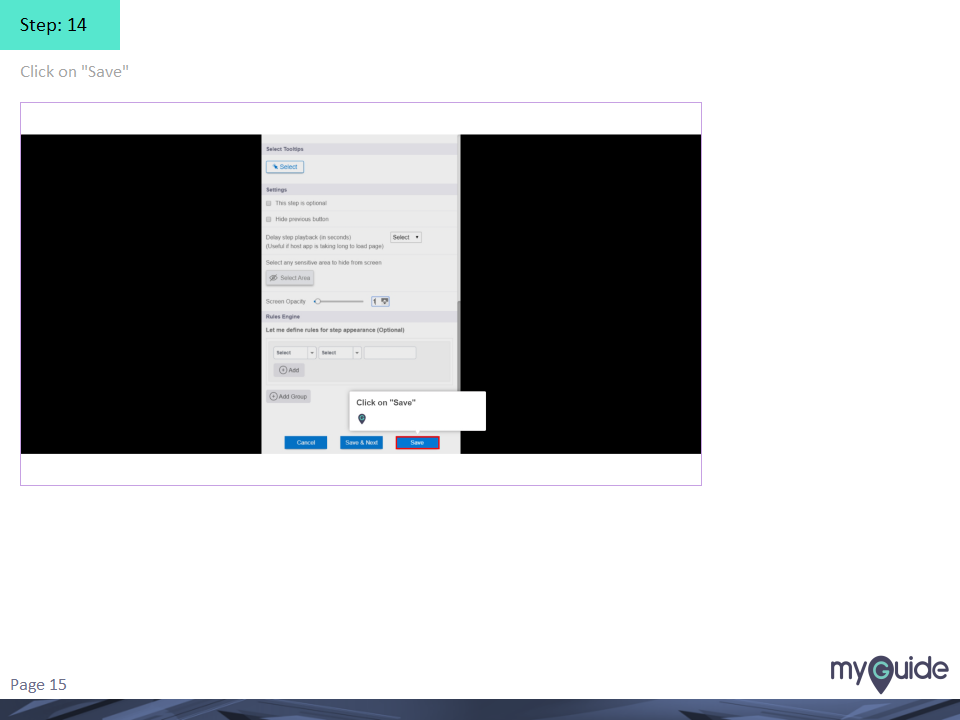 Step: 14
Click on "Save"
Select Tooltips
Select
Settings
This step is optional
Hide previous button
Delay step playback (in seconds)
Select
(Useful if host app is taking long to load page)
Select any sensitive area to hide from screen
Select Area
Screen Opacity
Rules Engine
Let me define rules for step appearance (Optional)
Select Select
Add
Add Group
Click on "Save"
Cancel Save & Next Save
myGuide
Page 15